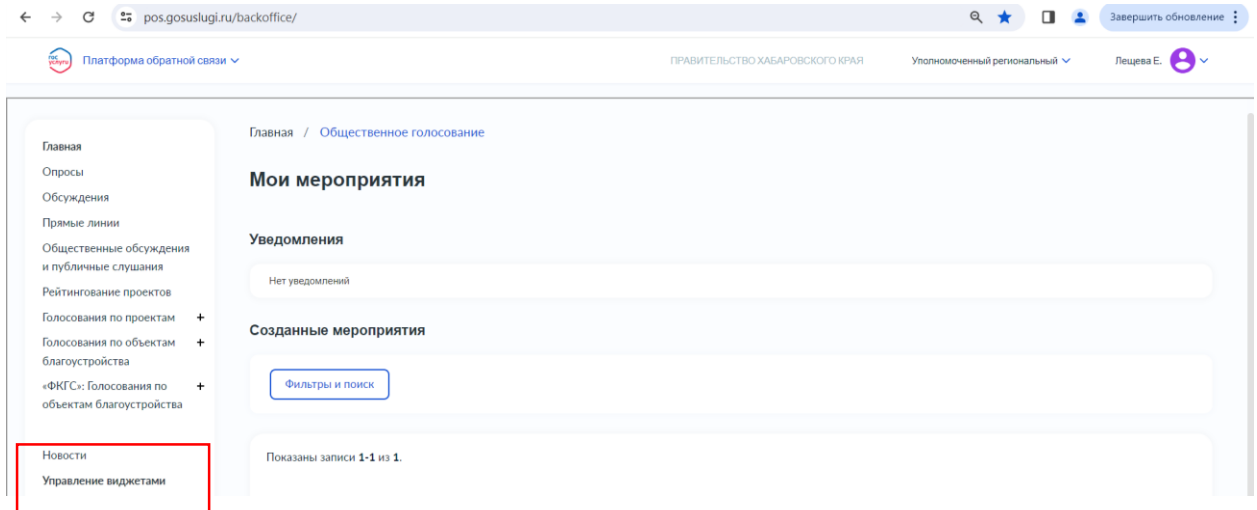 pos.gosuslugi.ru/backoffice/
Завершить обновление
гос услуги
Платформа обратной связи
ПРАВИТЕЛЬСТВО ХАБАРОВСКОГО КРАЯ
Уполномоченный региональный
Лещева Е.
Главная / Общественное голосование
Главная
Опросы
Обсуждения
Прямые линии
Общественные обсуждения
и публичные слушания
Рейтингование проектов
Голосования по проектам +
Голосования по объектам +
благоустройства
«ФКГС»: Голосования по +
объектам благоустройства
Новости
Управление виджетами
Мои мероприятия
Уведомления
Нет уведомлений
Созданные мероприятия
Фильтры и поиск
Показаны записи 1-1 из 1.